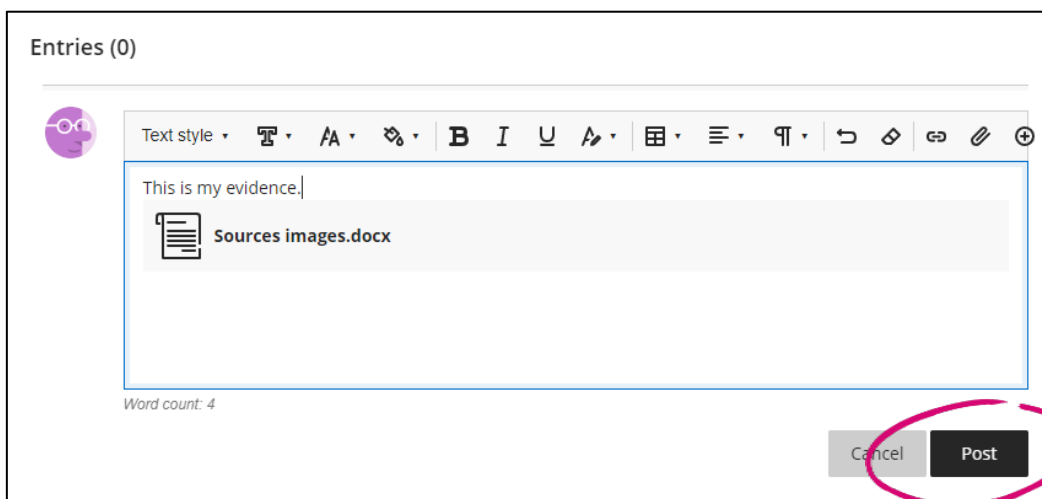 Entries (0)
Text style
B I U
This is my evidence.
Sources images.docx
Word count: 4
Cancel Post